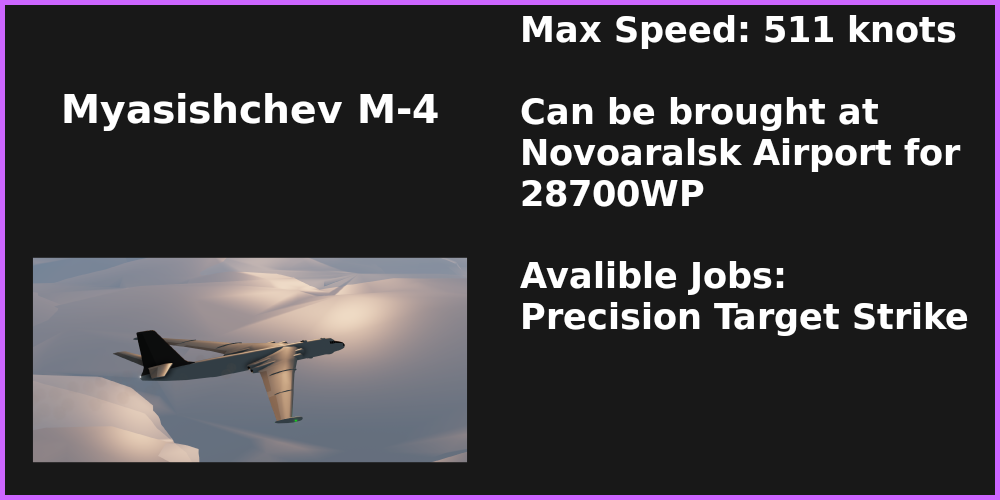 Myasishchev M-4
Max Speed: 511 knots
Can be brought at
Novoaralsk Airport for
28700WP
Avalible Jobs:
Precision Target Strike